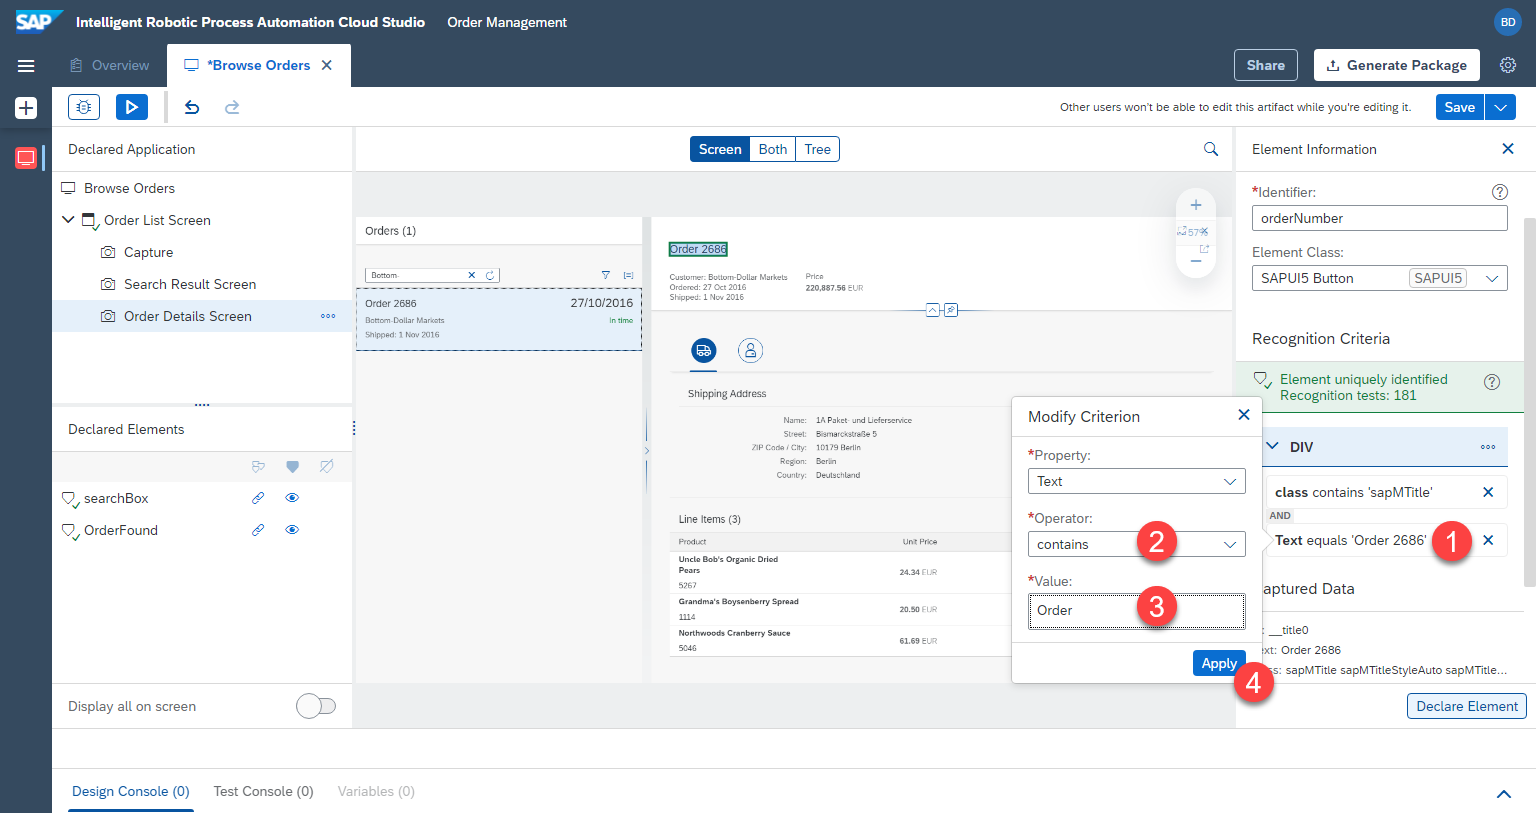 SAP Intelligent Robotic Process Automation Cloud Studio Order Management BD
Overview *Browse Orders Share Generate Package
Other users won't be able to edit this artifact while you're editing it. Save
Declared Application
Browse Orders
Order List Screen
Capture
Search Result Screen
Order Details Screen
Declared Elements
searchBox
OrderFound
Display all on screen
Screen Both Tree
Orders (1)
Bottom-
Order 2686 27/10/2016
Bottom-Dollar Markets In time
Shipped: 1 Nov 2016
Order 2686
Customer: Bottom-Dollar Markets Price
Ordered: 27 Oct 2016 220,887.56 EUR
Shipped: 1 Nov 2016
57%
Shipping Address
Name: 1A Paket- und Lieferservice
Street: Bismarckstraße 5
ZIP Code / City: 10179 Berlin
Region: Berlin
Country: Deutschland
Line Items (3)
Product Unit Price
Uncle Bob's Organic Dried
Pears
24.34 EUR
5267
Grandma's Boysenberry Spread
20.50 EUR
1114
Northwoods Cranberry Sauce
61.69 EUR
5046
Modify Criterion
*Property:
Text
*Operator:
contains 2
*Value:
Order 3
Apply 4
Element Information
*Identifier:
orderNumber
Element Class:
SAPUI5 Button SAPUI5
Recognition Criteria
Element uniquely identified
Recognition tests: 181
DIV
class contains 'sapMTitle'
AND
Text equals 'Order 2686' 1
aptured Data
__title0
ext: Order 2686
ss: sapMTitle sapMTitleStyleAuto sapMTitle...
Declare Element
Design Console (0) Test Console (0) Variables (0)